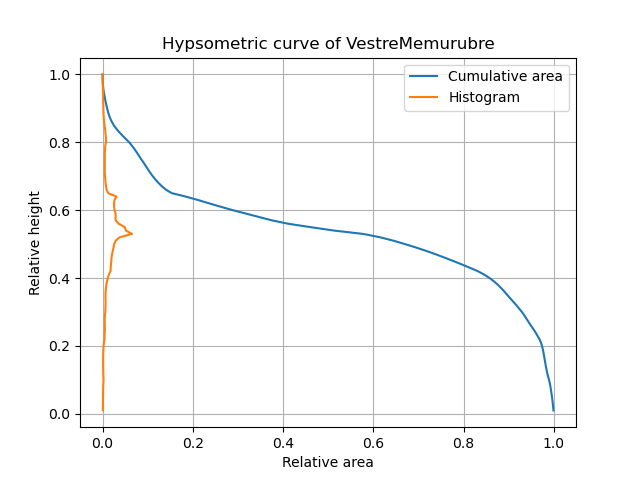 Hypsometric curve of VestreMemurubre
Cumulative area
Histogram
Relative height
1.0
0.8
0.6
0.4
0.2
0.0
0.0 0.2 0.4 0.6 0.8 1.0
Relative area